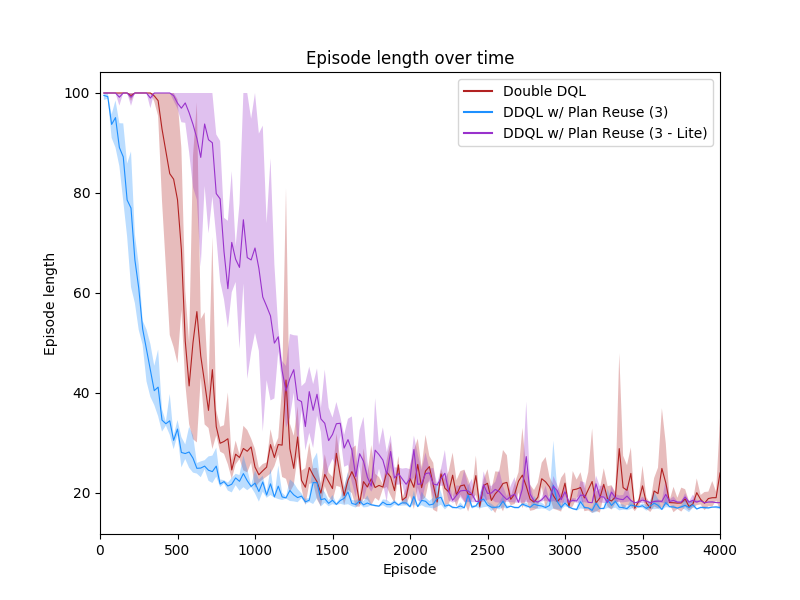 Episode length over time
Double DQL
DDQL w/ Plan Reuse (3)
DDQL w/ Plan Reuse (3 - Lite)
Episode length
100
80
60
40
20
0 500 1000 1500 2000 2500 3000 3500 4000
Episode